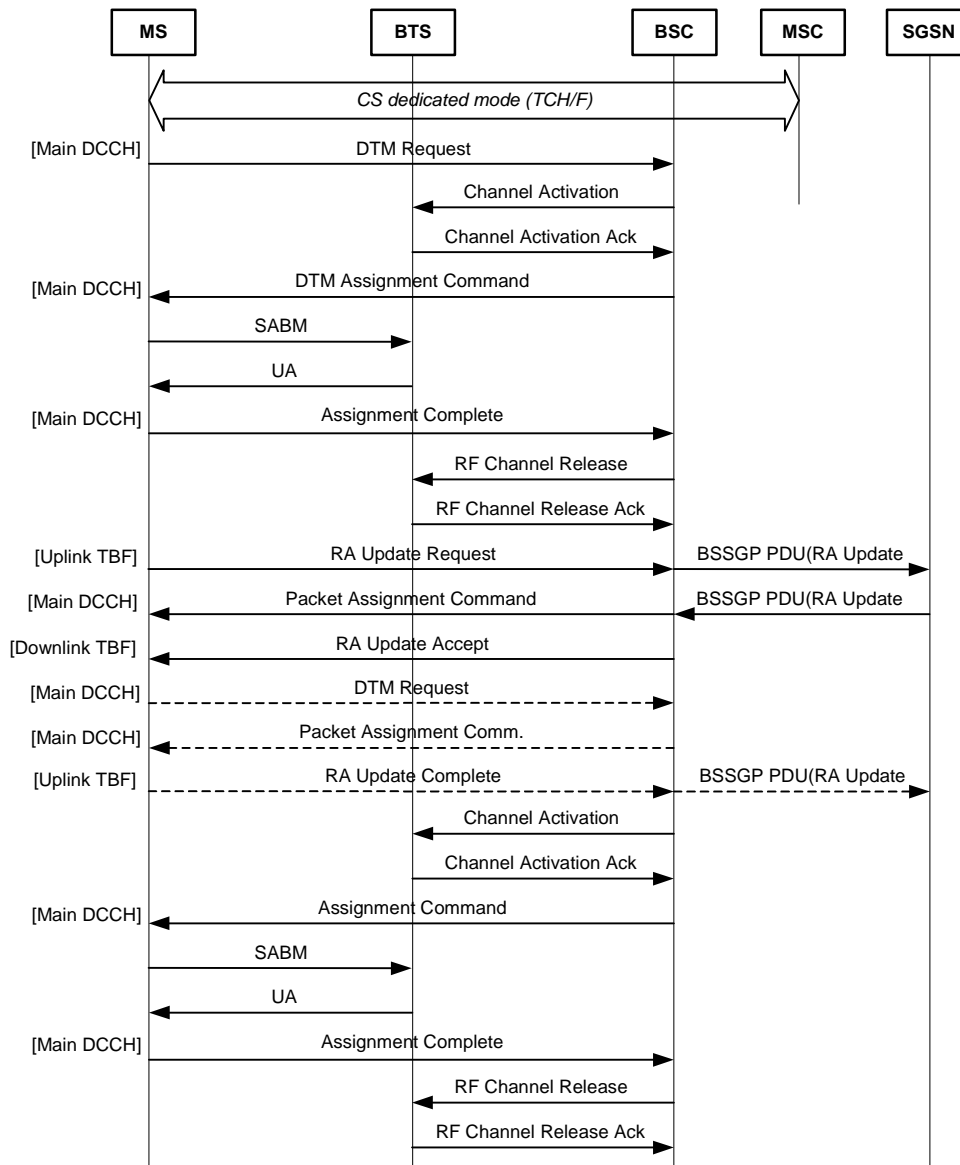 MS BTS BSC MSC SGSN
CS dedicated mode (TCH/F)
[Main DCCH] DTM Request
Channel Activation
Channel Activation Ack
[Main DCCH] DTM Assignment Command
SABM
UA
[Main DCCH] Assignment Complete
RF Channel Release
RF Channel Release Ack
[Uplink TBF] RA Update Request BSSGP PDU(RA Update
[Main DCCH] Packet Assignment Command BSSGP PDU(RA Update
[Downlink TBF] RA Update Accept
[Main DCCH] DTM Request
[Main DCCH] Packet Assignment Comm.
[Uplink TBF] RA Update Complete BSSGP PDU(RA Update
Channel Activation
Channel Activation Ack
[Main DCCH] Assignment Command
SABM
UA
[Main DCCH] Assignment Complete
RF Channel Release
RF Channel Release Ack